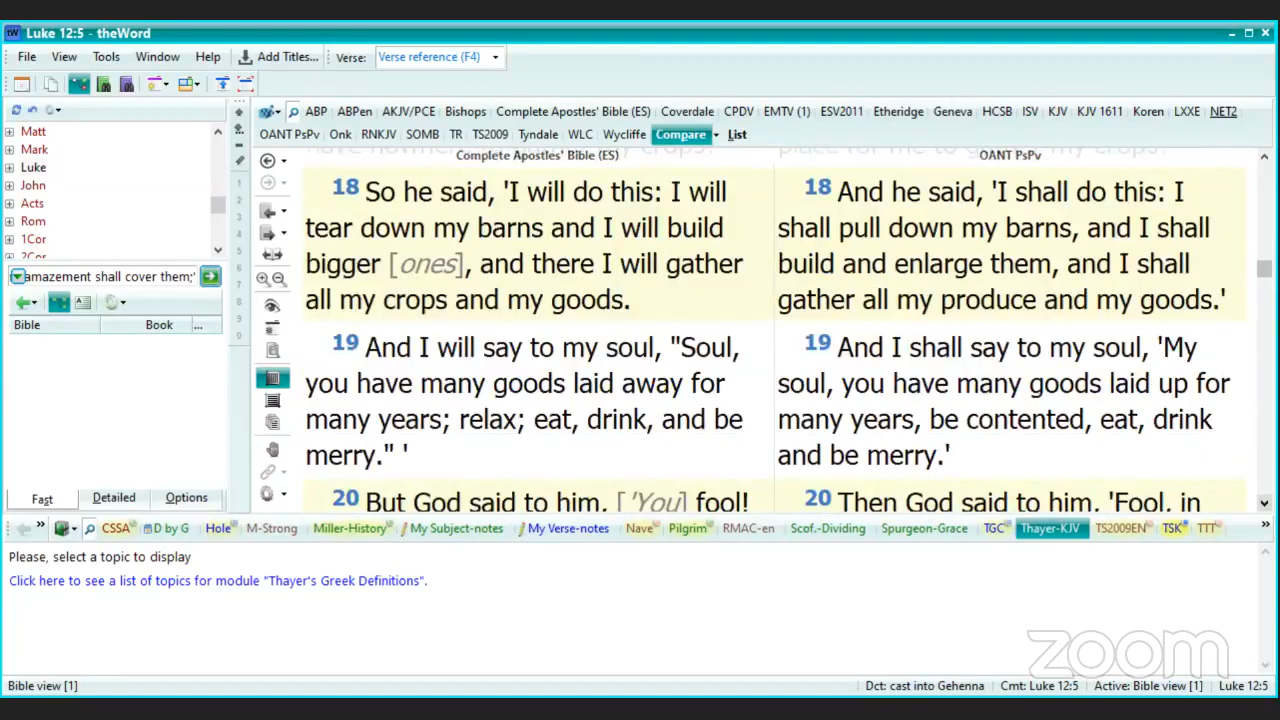 Luke 12:5 - theWord
File View Tools Window Help Add Titles... Verse: Verse reference (F4)
Matt
Mark
Luke
John
Acts
Rom
1Cor
2Cor
amazement shall cover them;'
Bible Book ...
Fast Detailed Options
1
2
3
4
5
6
7
8
9
0
ABP ABPen AKJV/PCE Bishops Complete Apostles' Bible (ES) Coverdale CPDV EMTV (1) ESV2011 Etheridge Geneva HCSB ISV KJV KJV 1611 Koren LXXE NET2
OANT PsPv Onk RNKJV SOMB TR TS2009 Tyndale WLC Wycliffe Compare List
Complete Apostles' Bible (ES)
18 So he said, 'I will do this: I will
tear down my barns and I will build
bigger [ones], and there I will gather
all my crops and my goods.
19 And I will say to my soul, "Soul,
you have many goods laid away for
many years; relax; eat, drink, and be
merry." '
20 But God said to him, ['You] fool!
OANT PsPv
18 And he said, 'I shall do this: I
shall pull down my barns, and I shall
build and enlarge them, and I shall
gather all my produce and my goods.'
19 And I shall say to my soul, 'My
soul, you have many goods laid up for
many years, be contented, eat, drink
and be merry.'
20 Then God said to him, 'Fool, in
CSSA D by G Hole M-Strong Miller-History My Subject-notes My Verse-notes Nave Pilgrim RMAC-en Scof.-Dividing Spurgeon-Grace TGC Thayer-KJV TS2009EN TSK TTT
Please, select a topic to display
Click here to see a list of topics for module "Thayer's Greek Definitions".
zoom
Bible view [1] Dct: cast into Gehenna Cmt: Luke 12:5 Active: Bible view [1] Luke 12:5